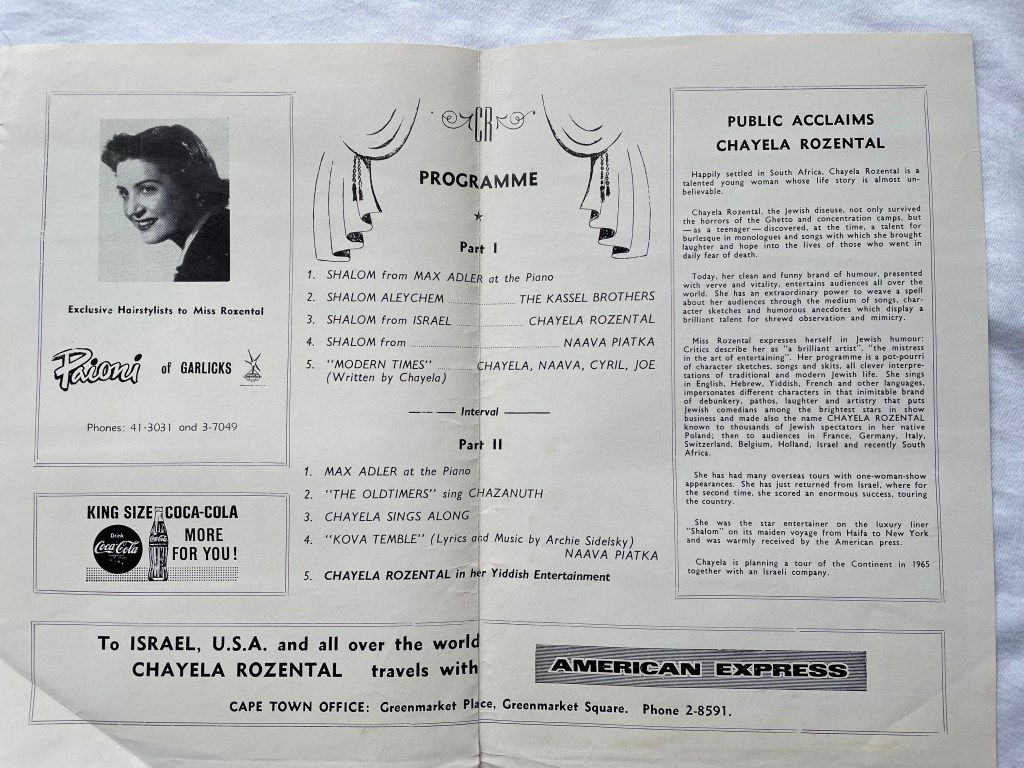 Exclusive Hairstylists to Miss Rozental
Paioni of GARLICKS
Phones: 41-3031 and 3-7049
KING SIZE COCA-COLA
Drink
Coca-Cola
Coca-Cola
MORE
FOR YOU!
CR
PROGRAMME
Part I
1. SHALOM from MAX ADLER at the Piano
2. SHALOM ALEYCHEM ........ THE KASSEL BROTHERS
3. SHALOM from ISRAEL ........ CHAYELA ROZENTAL
4. SHALOM from ........ NAAVA PIATKA
5. "MODERN TIMES" ........ CHAYELA, NAAVA, CYRIL, JOE
(Written by Chayela)
Interval
Part II
1. MAX ADLER at the Piano
2. "THE OLDTIMERS" sing CHAZANUTH
3. CHAYELA SINGS ALONG
4. "KOVA TEMBLE" (Lyrics and Music by Archie Sidelsky)
NAAVA PIATKA
5. CHAYELA ROZENTAL in her Yiddish Entertainment
PUBLIC ACCLAIMS
CHAYELA ROZENTAL
Happily settled in South Africa, Chayela Rozental is a
talented young woman whose life story is almost un-
believable.
Chayela Rozental, the Jewish disease, not only survived
the horrors of the Ghetto and concentration camps, but
— as a teenager — discovered, at the time, a talent for
burlesque in monologues and songs with which she brought
laughter and hope into the lives of those who went in
daily fear of death.
Today, her clean and funny brand of humour, presented
with verve and vitality, entertains audiences all over the
world. She has an extraordinary power to weave a spell
about her audiences through the medium of songs, char-
acter sketches and humorous anecdotes which display a
brilliant talent for shrewd observation and mimicry.
Miss Rozental expresses herself in Jewish humour:
Critics describe her as "a brilliant artist", "the mistress
in the art of entertaining". Her programme is a pot-pourri
of character sketches, songs and skits, all clever interpre-
tations of traditional and modern Jewish life. She sings
in English, Hebrew, Yiddish, French and other languages,
impersonates different characters in that inimitable brand
of debunkery, pathos, laughter and artistry that puts
Jewish comedians among the brightest stars in show
business and made also the name CHAYELA ROZENTAL
known to thousands of Jewish spectators in her native
Poland; then to audiences in France, Germany, Italy,
Switzerland, Belgium, Holland, Israel and recently South
Africa.
She has had many overseas tours with one-woman-show
appearances. She has just returned from Israel, where for
the second time, she scored an enormous success, touring
the country.
She was the star entertainer on the luxury liner
"Shalom" on its maiden voyage from Haifa to New York
and was warmly received by the American press.
Chayela is planning a tour of the Continent in 1965
together with an Israeli company.
To ISRAEL, U.S.A. and all over the world
CHAYELA ROZENTAL travels with
AMERICAN EXPRESS
CAPE TOWN OFFICE: Greenmarket Place, Greenmarket Square. Phone 2-8591.